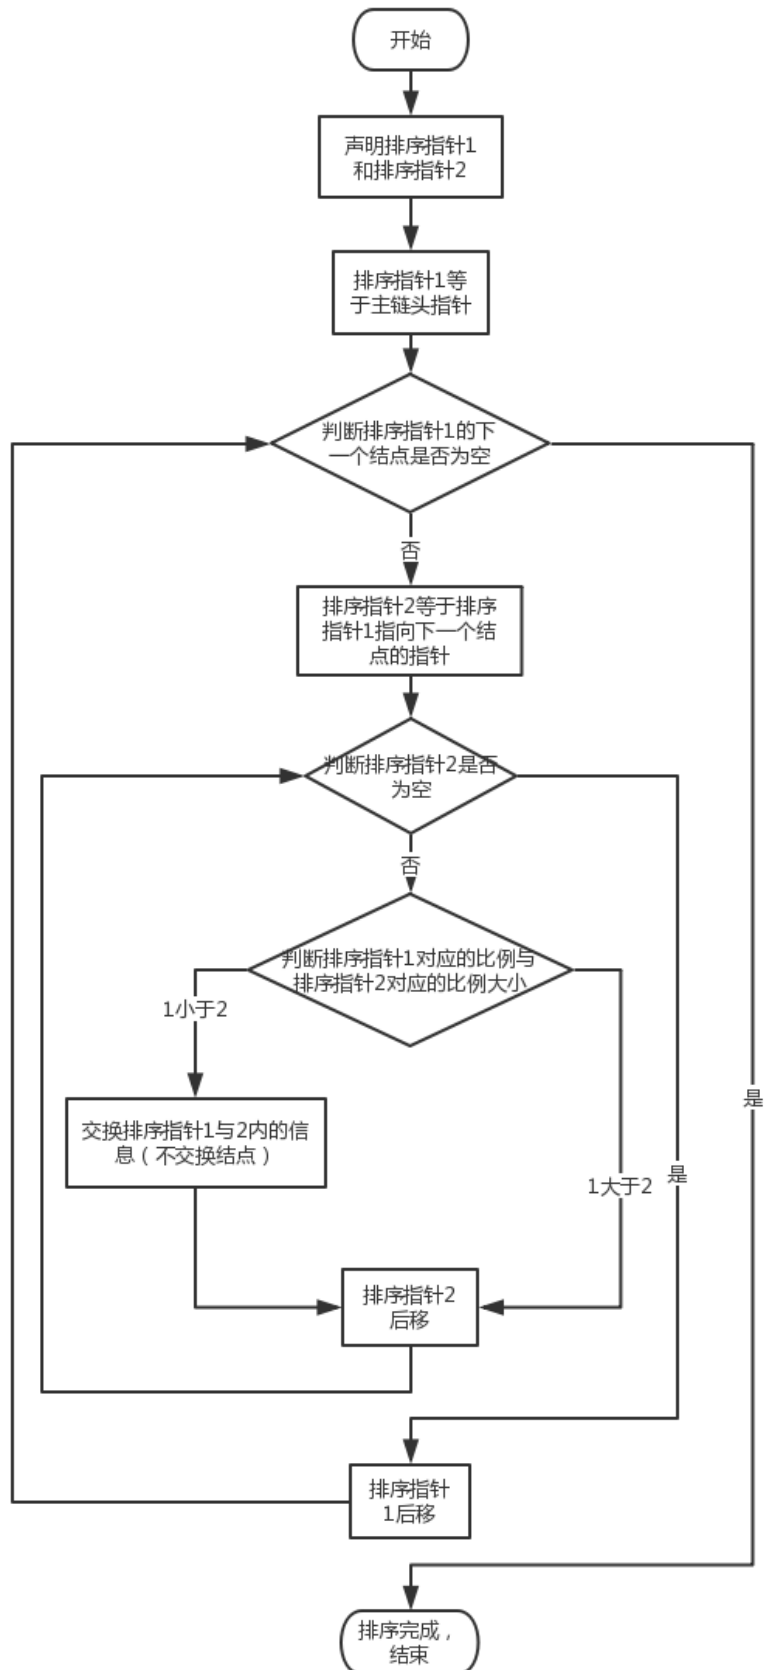 开始
声明排序指针1
和排序指针2
排序指针1等
于主链头指针
判断排序指针1的下
一个结点是否为空
否
排序指针2等于排序
指针1指向下一个结
点的指针
判断排序指针2是否
为空
否
判断排序指针1对应的比例与
排序指针2对应的比例大小
1小于2
交换排序指针1与2内的信
息（不交换结点）
1大于2
是
是
排序指针2
后移
排序指针
1后移
排序完成，
结束